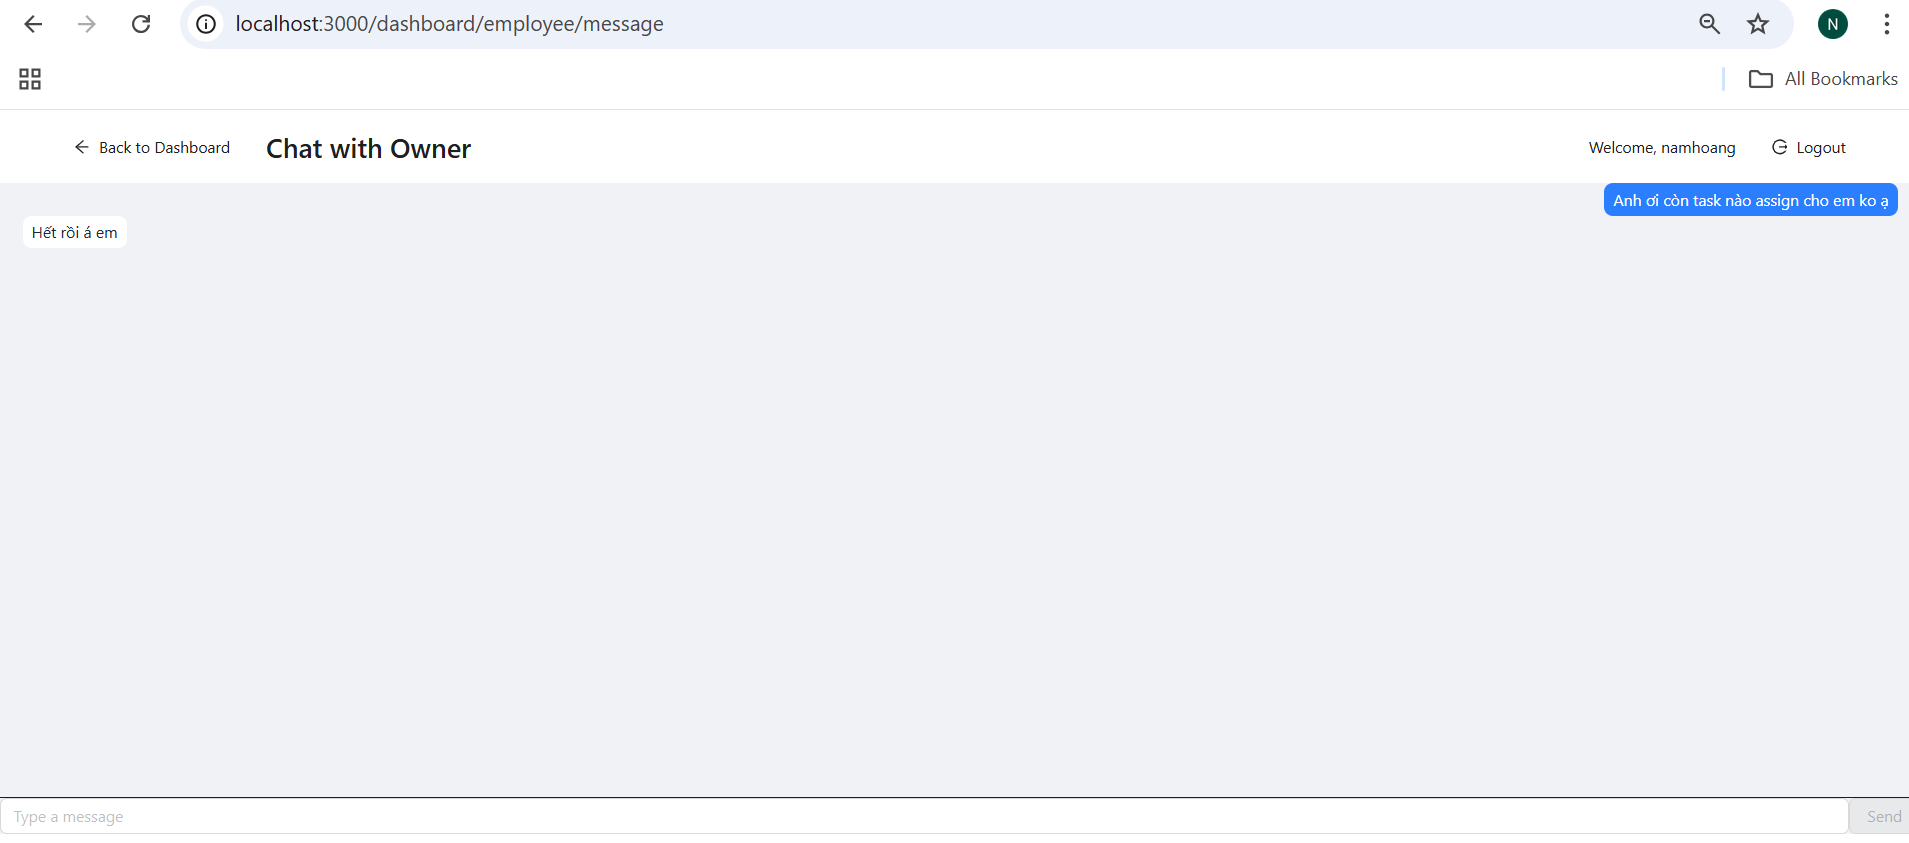 localhost:3000/dashboard/employee/message
N
All Bookmarks
Back to Dashboard
Chat with Owner
Welcome, namhoang
Logout
Anh ơi còn task nào assign cho em ko ạ
Hết rồi á em
Type a message
Send